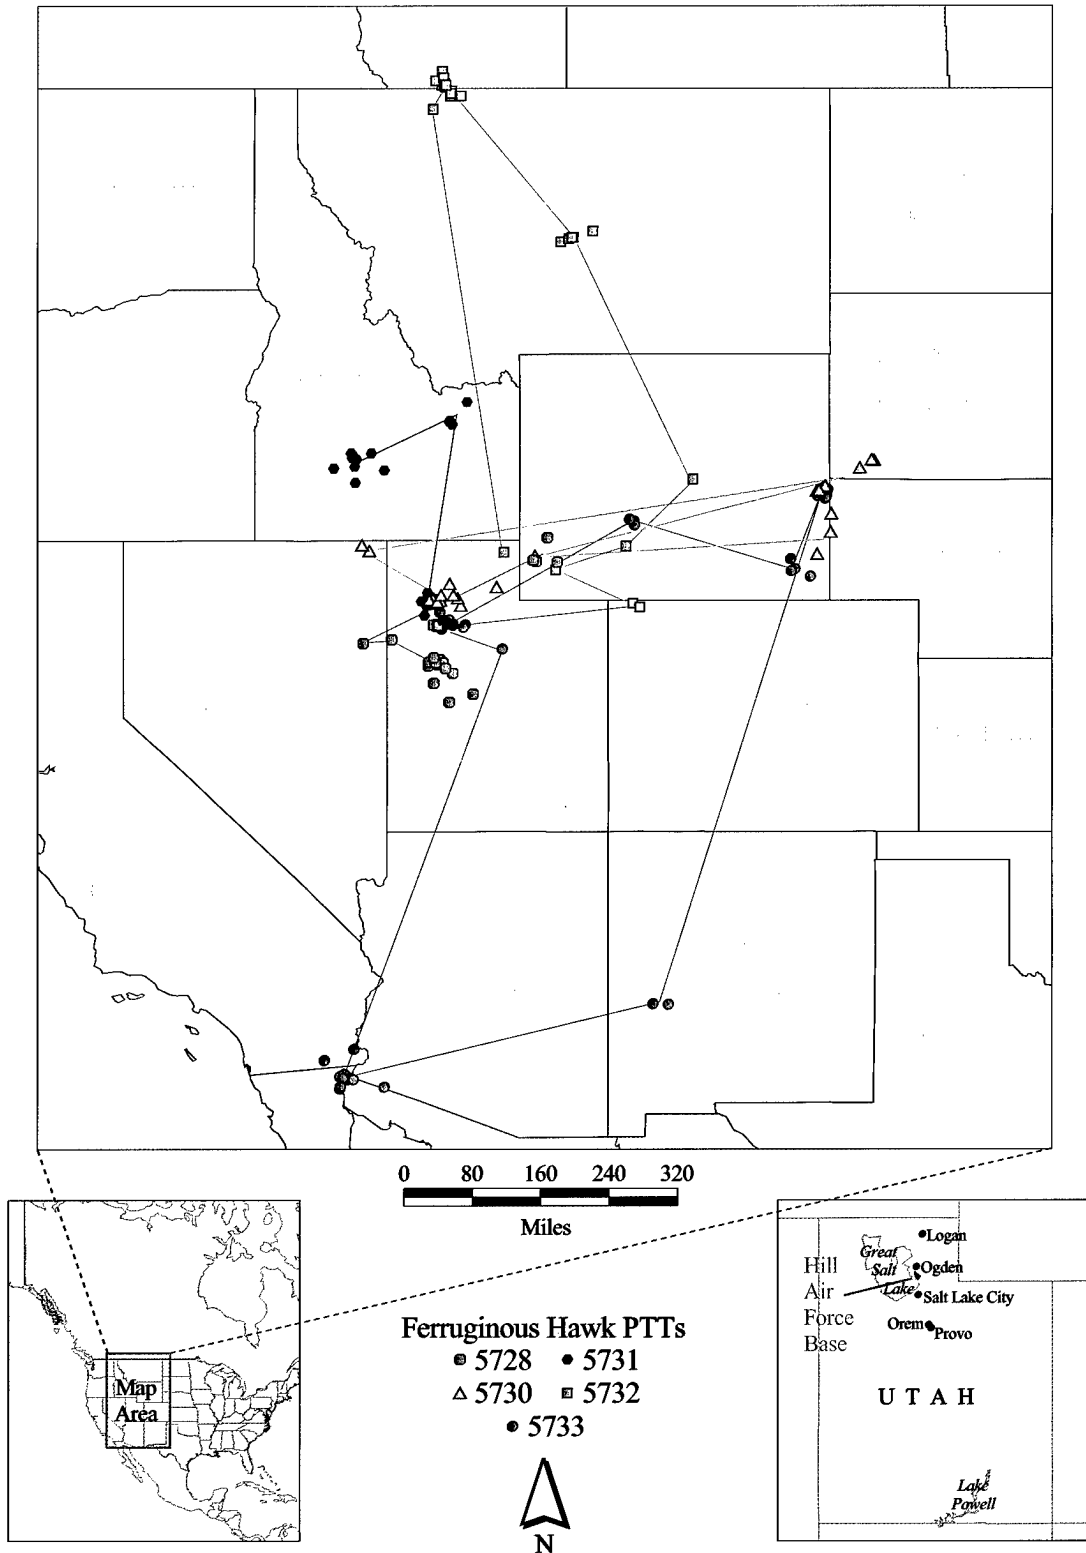 0 80 160 240 320
Miles
Ferruginous Hawk PTTs
5728 5731
5730 5732
5733
N
Map
Area
Logan
Great
Salt
Lake
Ogden
Hill
Air
Force
Base
Salt Lake City
Orem
Provo
UTAH
Lake
Powell